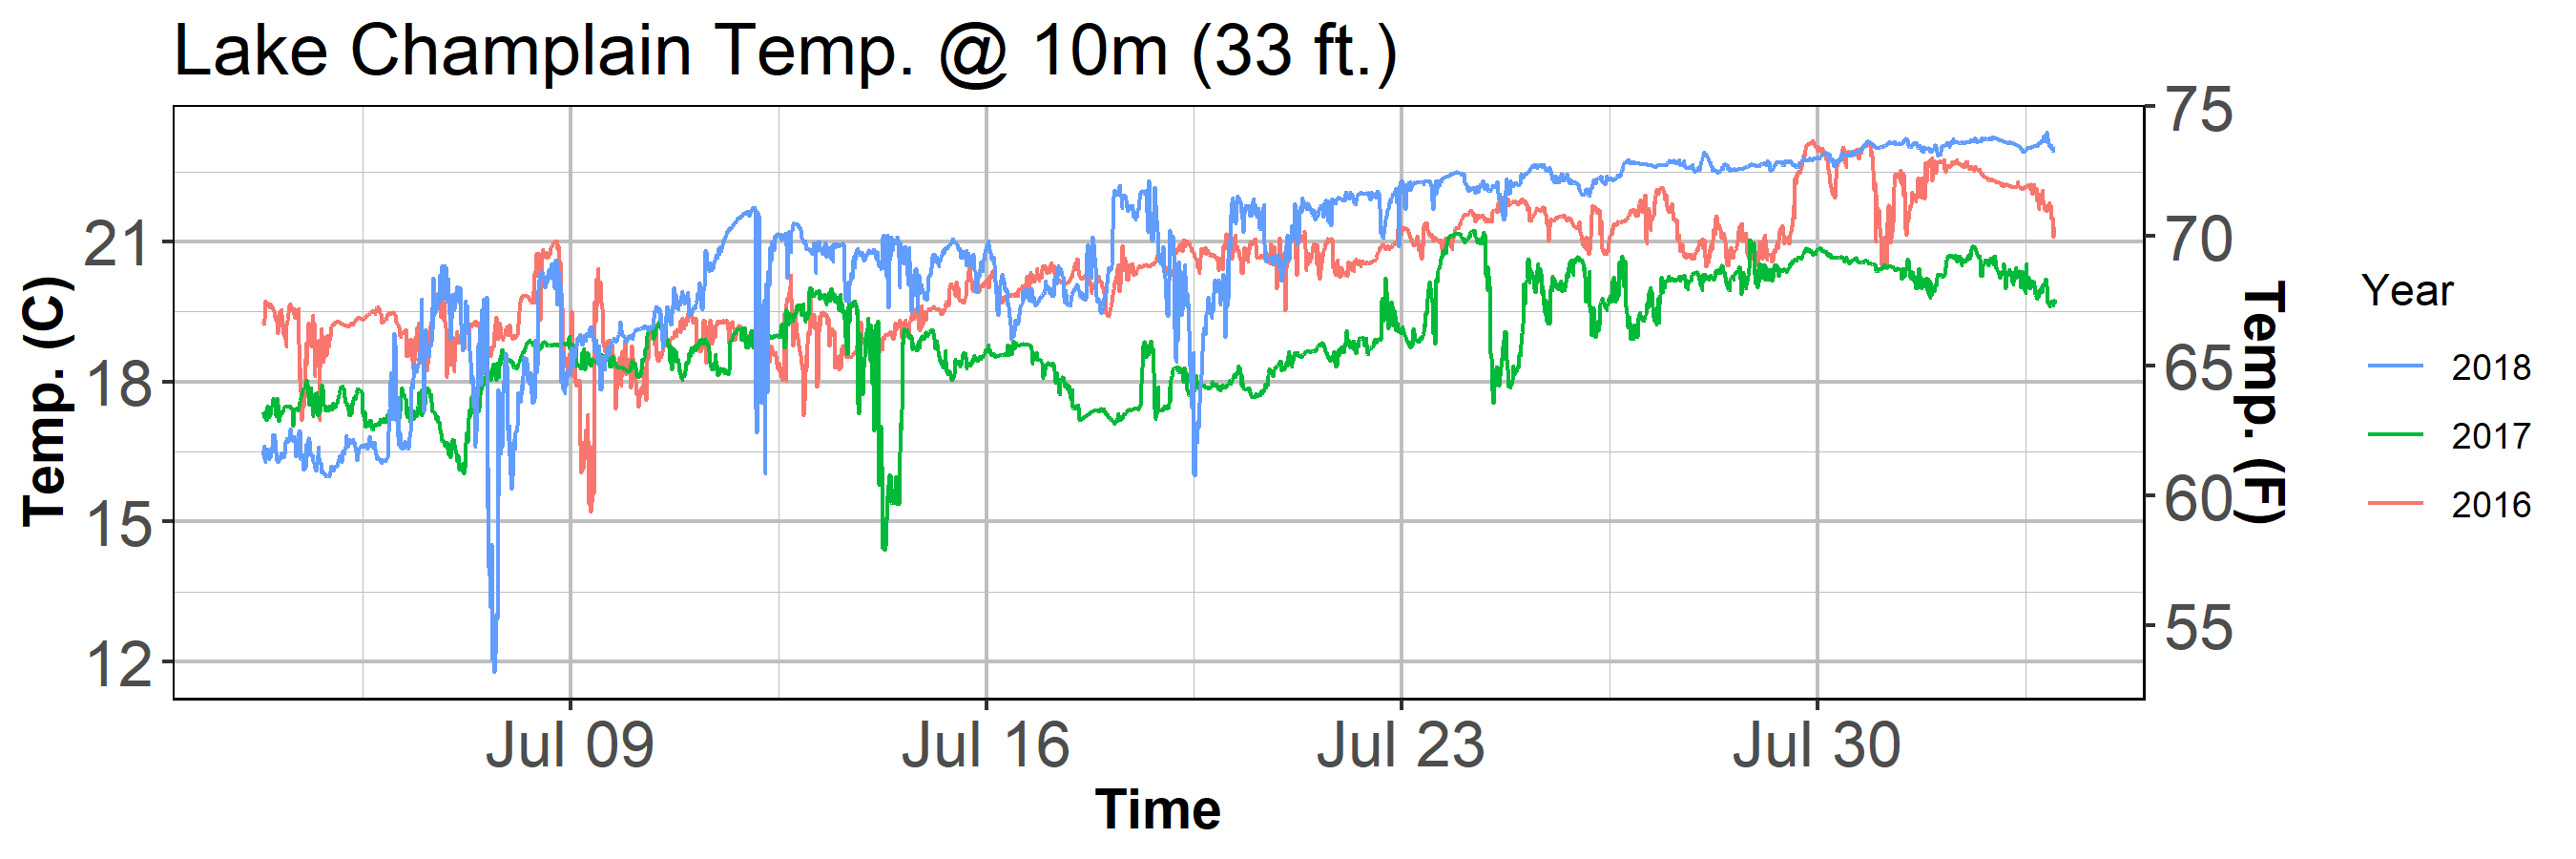 Lake Champlain Temp. @ 10m (33 ft.)
Temp. (C)
21
18
15
12
75
70
65
60
55
Temp. (F)
Jul 09
Jul 16
Jul 23
Jul 30
Time
Year
2018
2017
2016